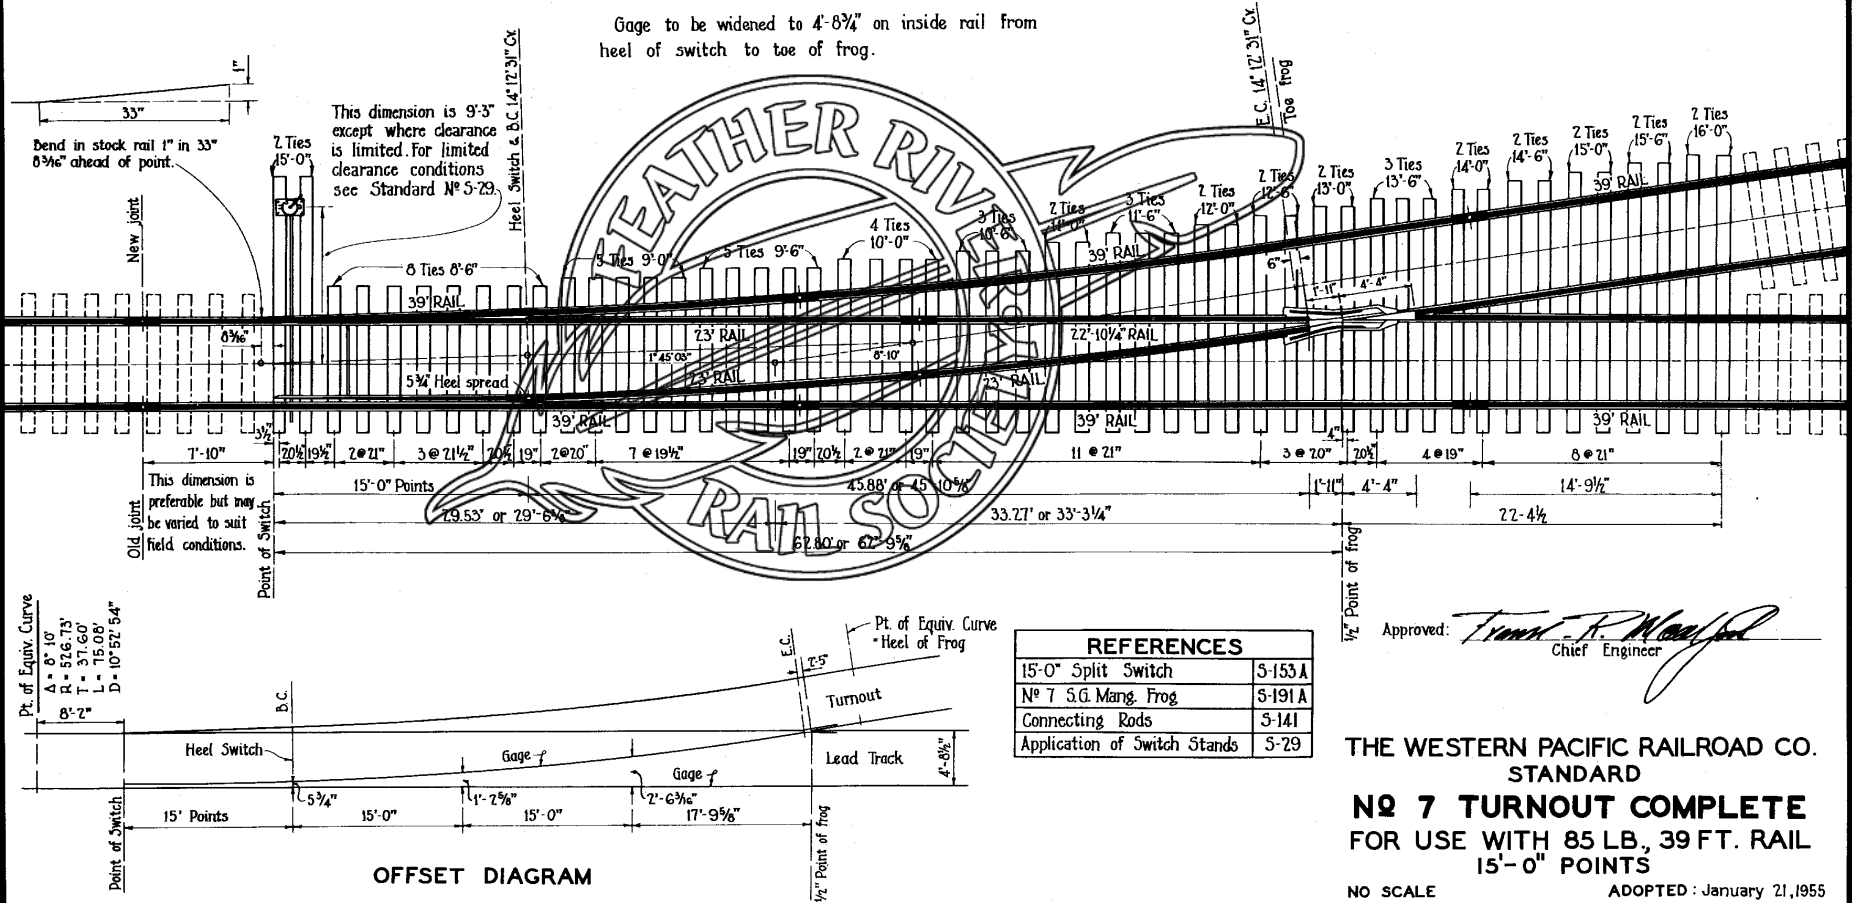 Gage to be widened to 4'-8¾" on inside rail from
heel of switch to toe of frog.
1"
33"
Bend in stock rail 1" in 33"
8 3/16" ahead of point.
This dimension is 9'-3"
except where clearance
is limited. For limited
clearance conditions
see Standard Nº S-29.
New joint
Heel Switch & B.C. 14° 12' 31" Cv.
E.C. 14° 12' 31" Cv.
Toe frog
2 Ties
15'-0"
8 Ties 8'-6"
5 Ties 9'-0"
5 Ties 9'-6"
4 Ties
10'-0"
3 Ties
10'-6"
2 Ties
11'-0"
3 Ties
11'-6"
2 Ties
12'-0"
2 Ties
12'-6"
2 Ties
13'-0"
3 Ties
13'-6"
2 Ties
14'-0"
2 Ties
14'-6"
2 Ties
15'-0"
2 Ties
15'-6"
2 Ties
16'-0"
FEATHER RIVER
RAIL SOCIETY
39' RAIL
39' RAIL
39' RAIL
6"
1'-11"
4'-4"
8 3/16"
23' RAIL
22'-10¼" RAIL
1° 45' 03"
8°-10'
5¾" Heel spread
23' RAIL
23' RAIL
39' RAIL
39' RAIL
39' RAIL
7'-10"
3½"
20½
19½"
2 @ 21"
3 @ 21½"
20½
19"
2 @ 20"
7 @ 19½"
19"
20½
2 @ 21"
19"
11 @ 21"
3 @ 20"
4"
20½"
4 @ 19"
8 @ 21"
This dimension is
preferable but may
be varied to suit
field conditions.
Old joint
Point of Switch
15'-0" Points
45.88' or 45'-10⅝"
1'-11"
4'-4"
14'-9½"
29.53' or 29'-6⅜"
33.27' or 33'-3¼"
22-4½
62.80' or 62'-9⅝"
½" Point of frog
Pt. of Equiv. Curve
Δ = 8° 10'
R = 526.73'
T = 37.60'
L = 75.08'
D = 10° 52' 54"
8'-2"
B.C.
E.C.
2'-5"
Pt. of Equiv. Curve
= Heel of Frog
Turnout
Heel Switch
Gage
Gage
Lead Track
4'-8½"
5¾"
1'-2⅝"
2'-6 3/16"
15' Points
15'-0"
15'-0"
17'-9⅝"
Point of Switch
½" Point of frog
OFFSET DIAGRAM
REFERENCES
15'-0" Split Switch S-153A
Nº 7 S.G. Mang. Frog S-191A
Connecting Rods S-141
Application of Switch Stands S-29
Approved:
Chief Engineer
THE WESTERN PACIFIC RAILROAD CO.
STANDARD
Nº 7 TURNOUT COMPLETE
FOR USE WITH 85 LB., 39 FT. RAIL
15'-0" POINTS
NO SCALE ADOPTED: January 21, 1955